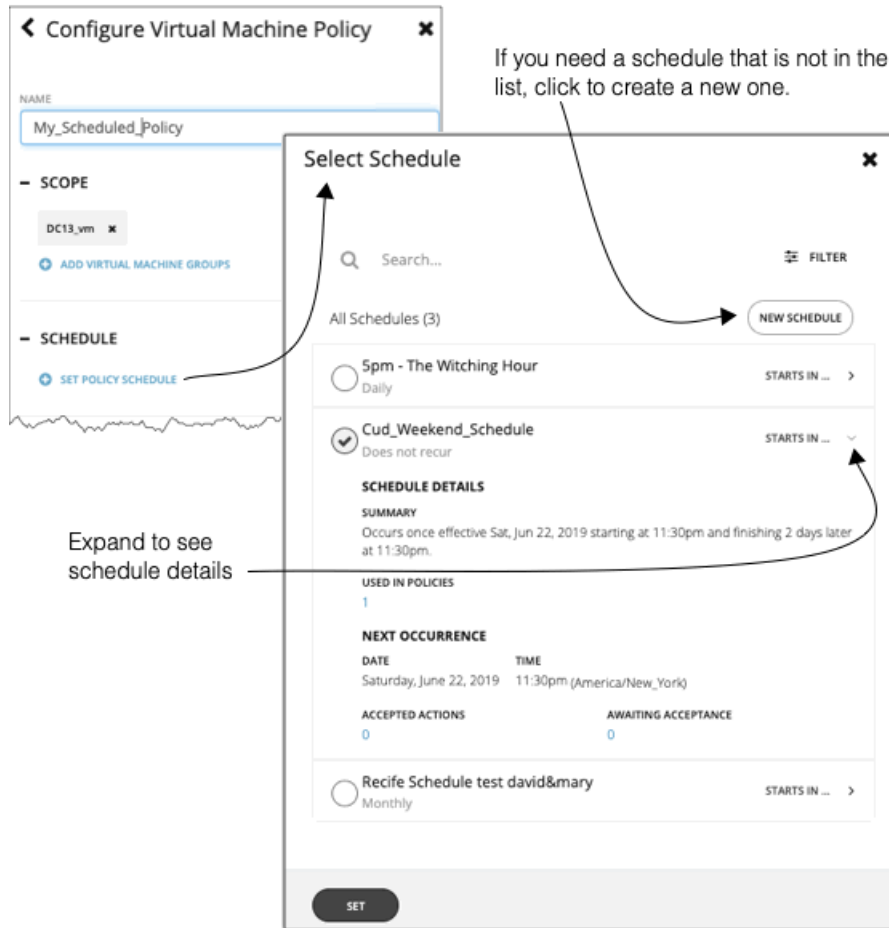 Configure Virtual Machine Policy
If you need a schedule that is not in the
list, click to create a new one.
NAME
My_Scheduled_Policy
Select Schedule
SCOPE
DC13_vm
ADD VIRTUAL MACHINE GROUPS
Search...
FILTER
All Schedules (3)
NEW SCHEDULE
SCHEDULE
SET POLICY SCHEDULE
5pm - The Witching Hour
Daily
STARTS IN ...
Cud_Weekend_Schedule
Does not recur
STARTS IN ...
SCHEDULE DETAILS
SUMMARY
Occurs once effective Sat, Jun 22, 2019 starting at 11:30pm and finishing 2 days later
at 11:30pm.
Expand to see
schedule details
USED IN POLICIES
1
NEXT OCCURRENCE
DATE TIME
Saturday, June 22, 2019 11:30pm (America/New_York)
ACCEPTED ACTIONS AWAITING ACCEPTANCE
0 0
Recife Schedule test david&mary
Monthly
STARTS IN ...
SET